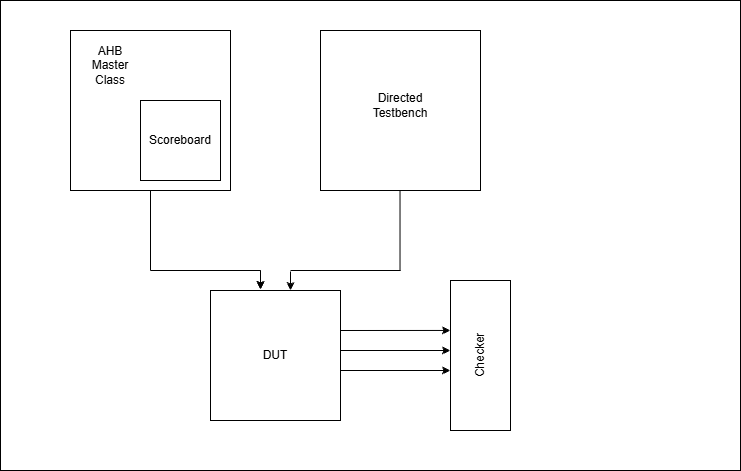 AHB
Master
Class
Scoreboard
Directed
Testbench
DUT
Checker